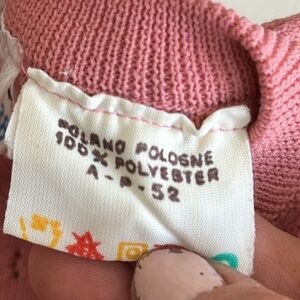 POLAND POLOGNE
100% POLYESTER
A-P-52